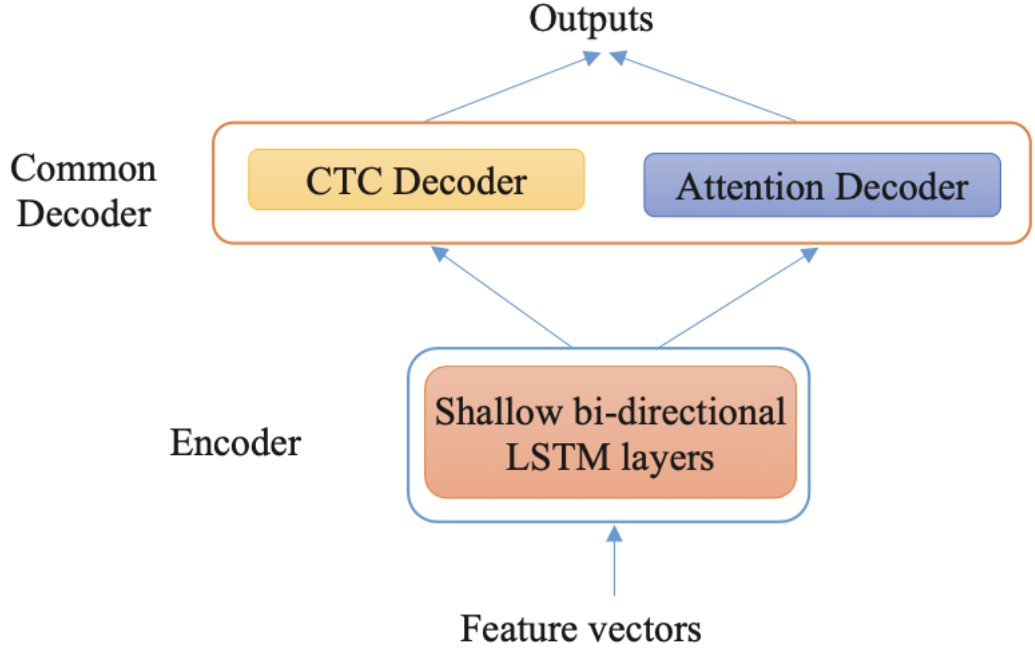 Outputs
Common
Decoder
CTC Decoder
Attention Decoder
Encoder
Shallow bi-directional
LSTM layers
Feature vectors